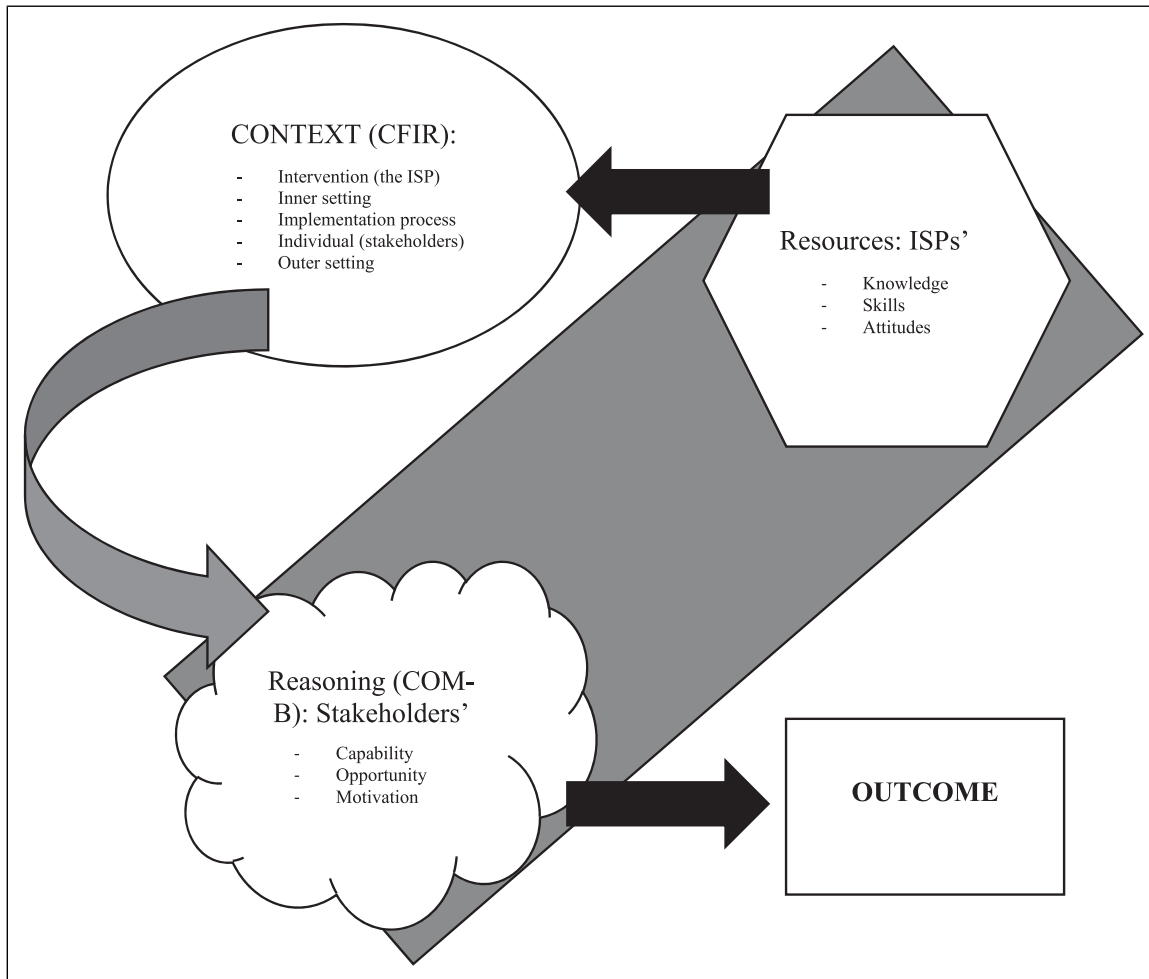 CONTEXT (CFIR):
- Intervention (the ISP)
- Inner setting
- Implementation process
- Individual (stakeholders)
- Outer setting
Resources: ISPs’
- Knowledge
- Skills
- Attitudes
Reasoning (COM-
B): Stakeholders’
- Capability
- Opportunity
- Motivation
OUTCOME